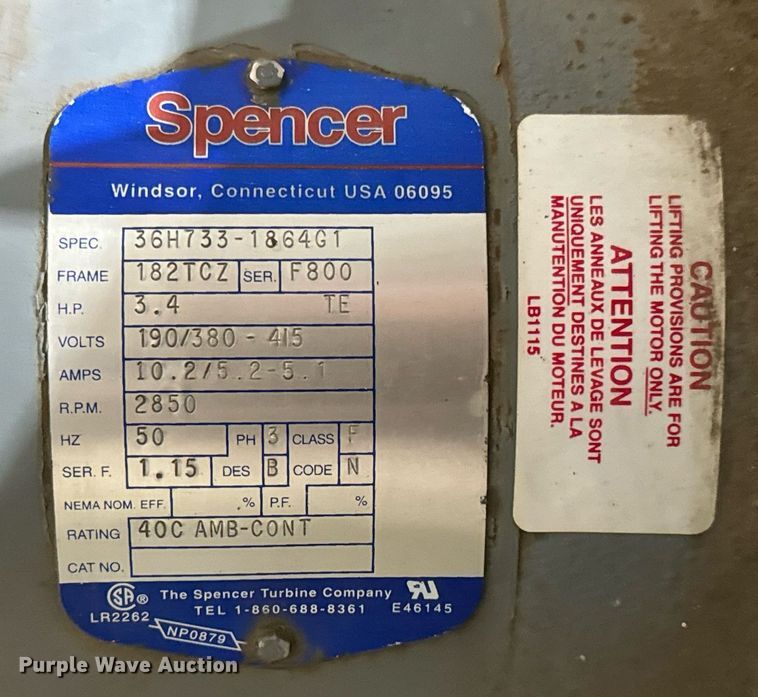 Spencer
Windsor, Connecticut USA 06095
SPEC. 36H733-1864G1
FRAME 182TCZ SER. F800
H.P. 3.4 TE
VOLTS 190/380 - 415
AMPS 10.2/5.2-5.1
R.P.M. 2850
HZ 50 PH 3 CLASS F
SER. F. 1.15 DES B CODE N
NEMA NOM. EFF. .% P.F. %
RATING 40C AMB-CONT
CAT NO.
SA ® The Spencer Turbine Company RU
LR2262 TEL 1-860-688-8361 E46145
NP0879
CAUTION
LIFTING PROVISIONS ARE FOR
LIFTING THE MOTOR ONLY.
ATTENTION
LES ANNEAUX DE LEVAGE SONT
UNIQUEMENT DESTINES A LA
MANUTENTION DU MOTEUR.
LB1115
Purple Wave Auction